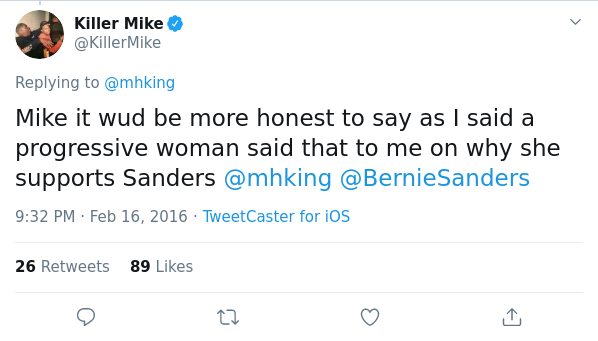 Killer Mike
@KillerMike
Replying to @mhking
Mike it wud be more honest to say as I said a
progressive woman said that to me on why she
supports Sanders @mhking @BernieSanders
9:32 PM · Feb 16, 2016 · TweetCaster for iOS
26 Retweets 89 Likes